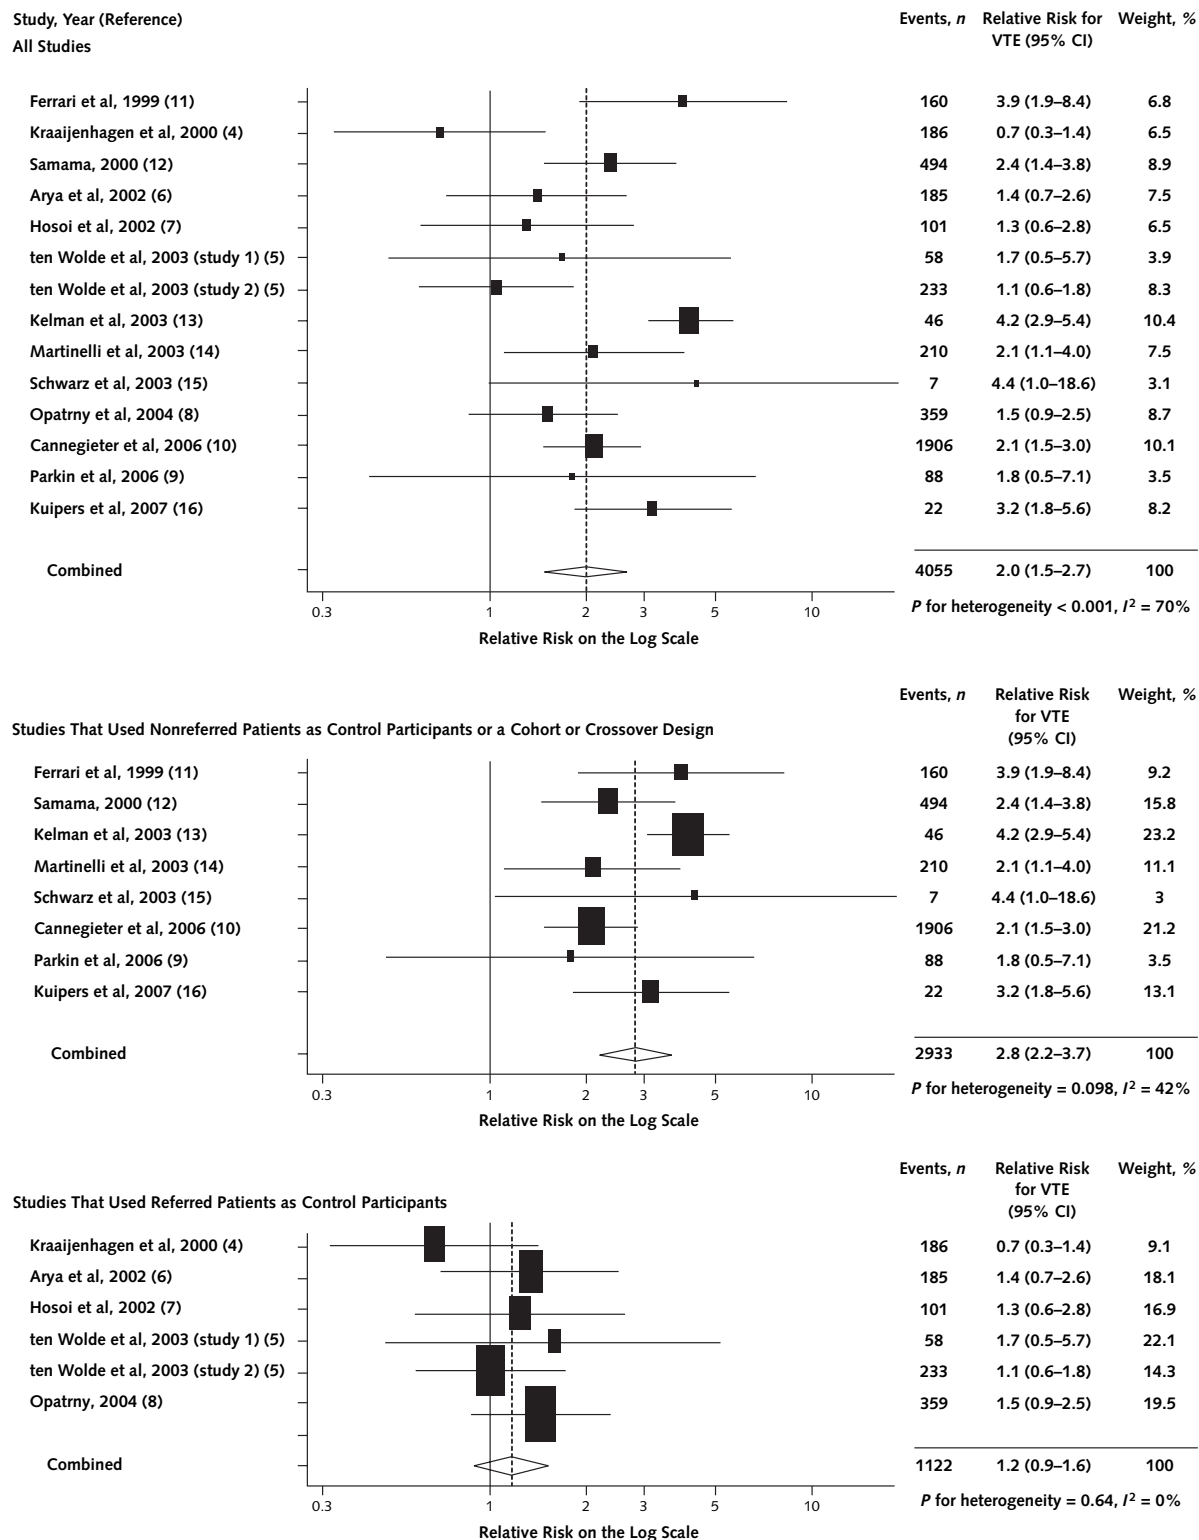 Study, Year (Reference) Events, n Relative Risk for Weight, %
All Studies VTE (95% CI)
Ferrari et al, 1999 (11) 160 3.9 (1.9–8.4) 6.8
Kraaijenhagen et al, 2000 (4) 186 0.7 (0.3–1.4) 6.5
Samama, 2000 (12) 494 2.4 (1.4–3.8) 8.9
Arya et al, 2002 (6) 185 1.4 (0.7–2.6) 7.5
Hosoi et al, 2002 (7) 101 1.3 (0.6–2.8) 6.5
ten Wolde et al, 2003 (study 1) (5) 58 1.7 (0.5–5.7) 3.9
ten Wolde et al, 2003 (study 2) (5) 233 1.1 (0.6–1.8) 8.3
Kelman et al, 2003 (13) 46 4.2 (2.9–5.4) 10.4
Martinelli et al, 2003 (14) 210 2.1 (1.1–4.0) 7.5
Schwarz et al, 2003 (15) 7 4.4 (1.0–18.6) 3.1
Opatrny et al, 2004 (8) 359 1.5 (0.9–2.5) 8.7
Cannegieter et al, 2006 (10) 1906 2.1 (1.5–3.0) 10.1
Parkin et al, 2006 (9) 88 1.8 (0.5–7.1) 3.5
Kuipers et al, 2007 (16) 22 3.2 (1.8–5.6) 8.2
Combined 4055 2.0 (1.5–2.7) 100
P for heterogeneity < 0.001, I² = 70%
0.3 1 2 3 5 10
Relative Risk on the Log Scale
Events, n Relative Risk Weight, %
for VTE
Studies That Used Nonreferred Patients as Control Participants or a Cohort or Crossover Design
(95% CI)
Ferrari et al, 1999 (11) 160 3.9 (1.9–8.4) 9.2
Samama, 2000 (12) 494 2.4 (1.4–3.8) 15.8
Kelman et al, 2003 (13) 46 4.2 (2.9–5.4) 23.2
Martinelli et al, 2003 (14) 210 2.1 (1.1–4.0) 11.1
Schwarz et al, 2003 (15) 7 4.4 (1.0–18.6) 3
Cannegieter et al, 2006 (10) 1906 2.1 (1.5–3.0) 21.2
Parkin et al, 2006 (9) 88 1.8 (0.5–7.1) 3.5
Kuipers et al, 2007 (16) 22 3.2 (1.8–5.6) 13.1
Combined 2933 2.8 (2.2–3.7) 100
P for heterogeneity = 0.098, I² = 42%
0.3 1 2 3 5 10
Relative Risk on the Log Scale
Events, n Relative Risk Weight, %
for VTE
Studies That Used Referred Patients as Control Participants
(95% CI)
Kraaijenhagen et al, 2000 (4) 186 0.7 (0.3–1.4) 9.1
Arya et al, 2002 (6) 185 1.4 (0.7–2.6) 18.1
Hosoi et al, 2002 (7) 101 1.3 (0.6–2.8) 16.9
ten Wolde et al, 2003 (study 1) (5) 58 1.7 (0.5–5.7) 22.1
ten Wolde et al, 2003 (study 2) (5) 233 1.1 (0.6–1.8) 14.3
Opatrny, 2004 (8) 359 1.5 (0.9–2.5) 19.5
Combined 1122 1.2 (0.9–1.6) 100
P for heterogeneity = 0.64, I² = 0%
0.3 1 2 3 5 10
Relative Risk on the Log Scale